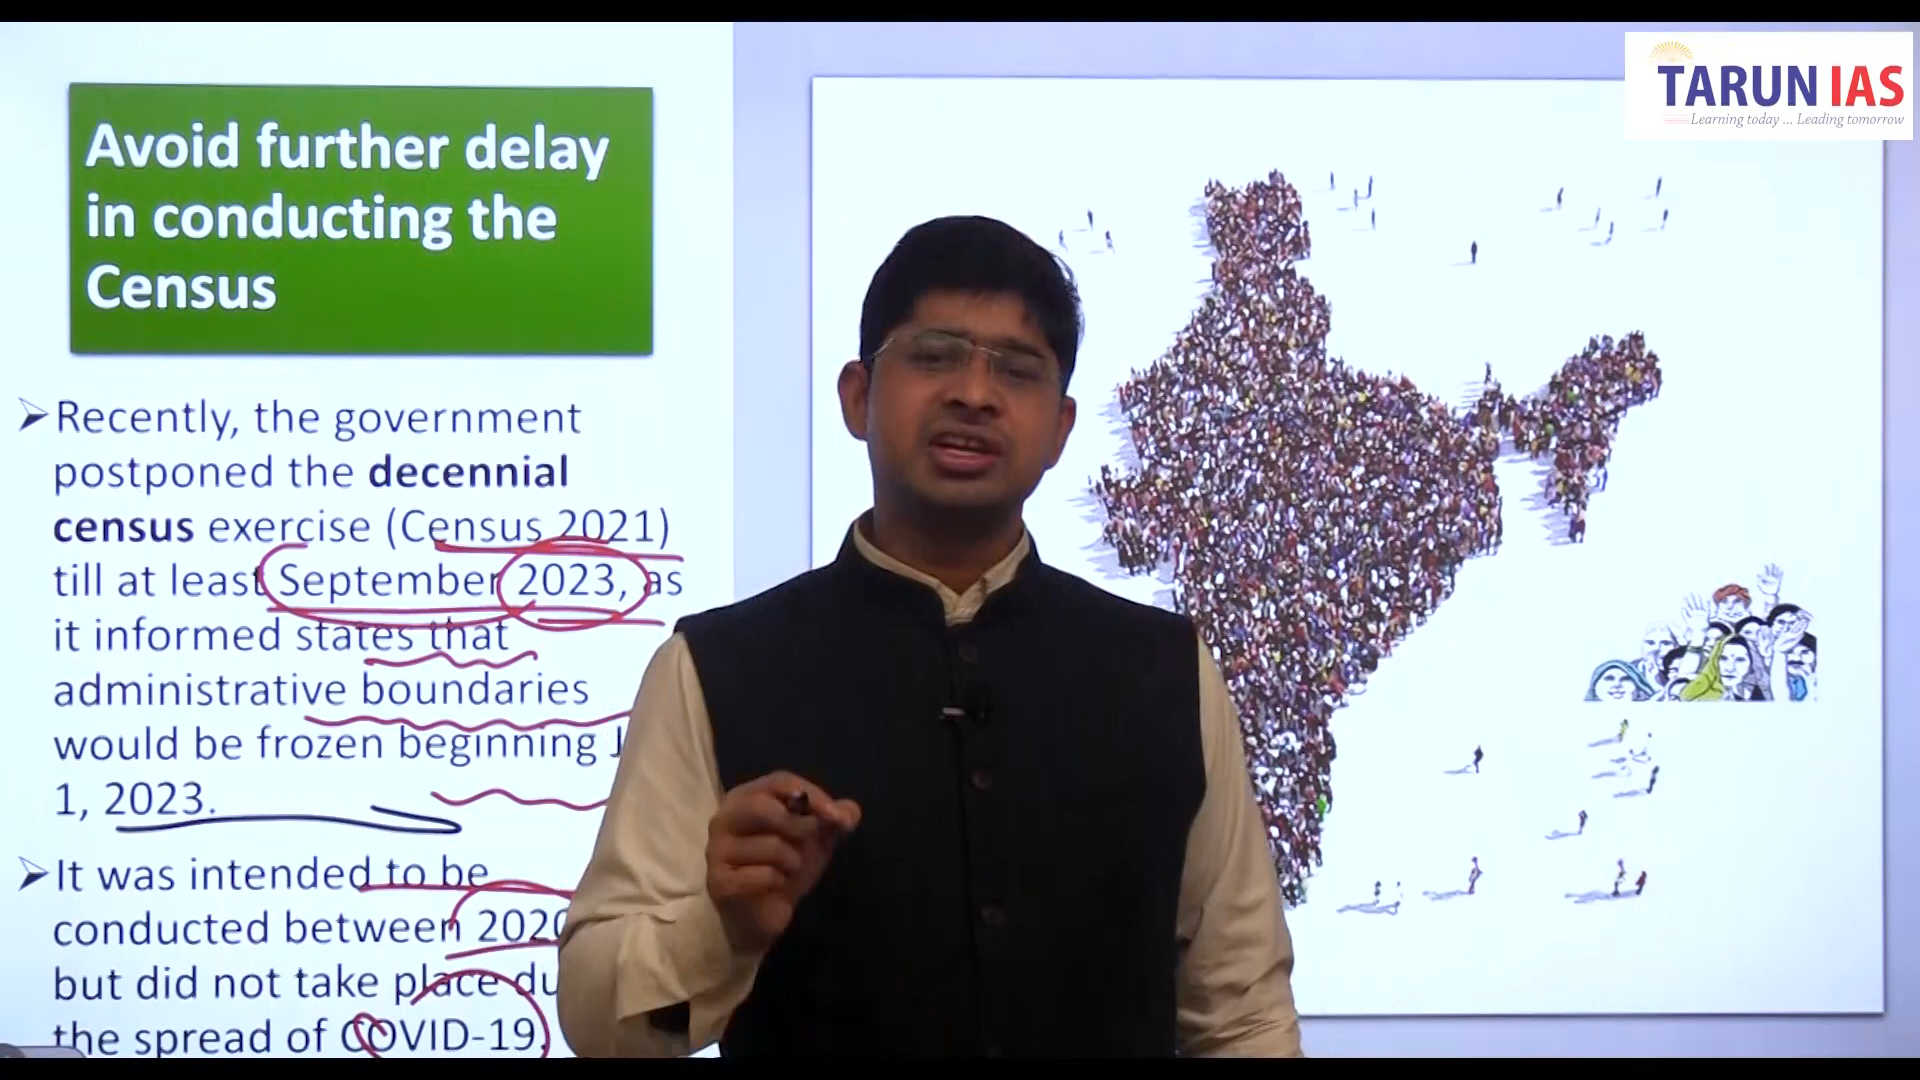 TARUN IAS
Learning today ... Leading tomorrow
Avoid further delay
in conducting the
Census
Recently, the government
postponed the decennial
census exercise (Census 2021)
till at least September 2023, as
it informed states that
administrative boundaries
would be frozen beginning
1, 2023.
It was intended to be
conducted between 2020
but did not take place
the spread of COVID-19.